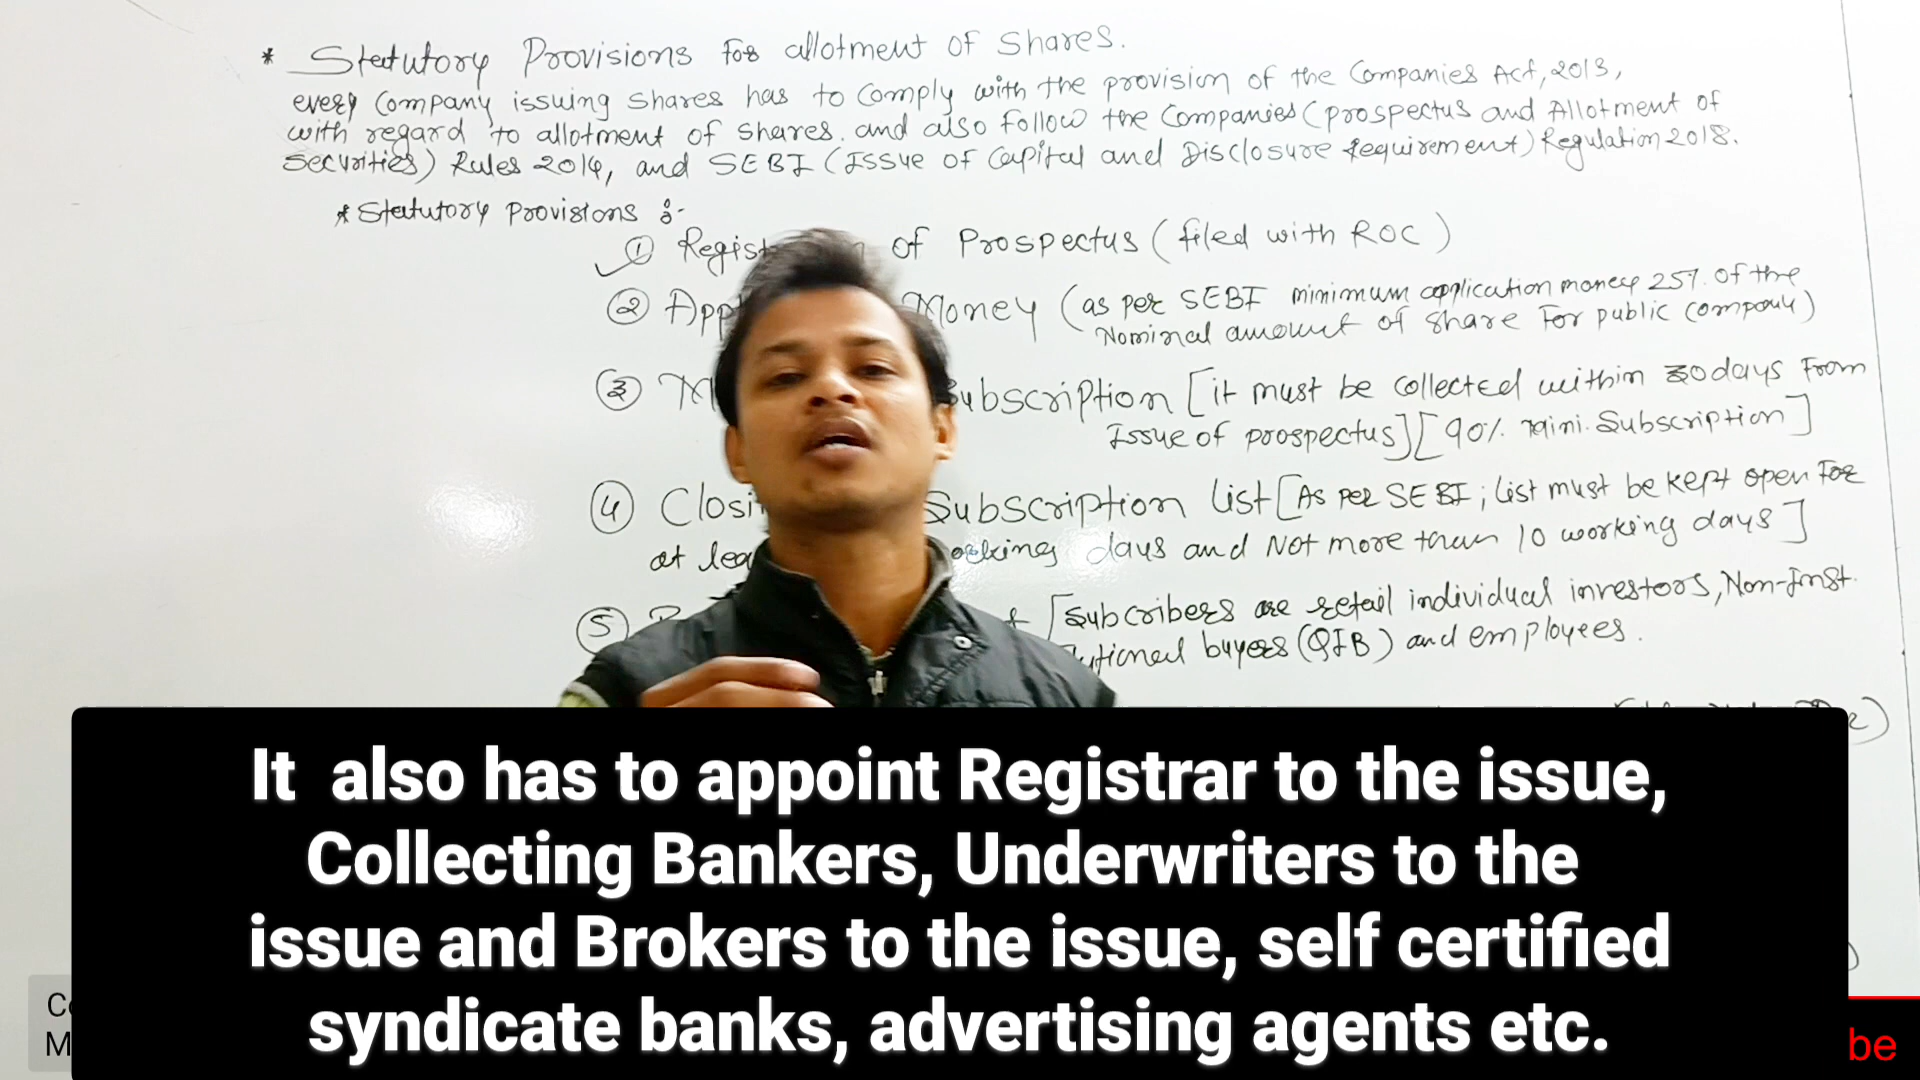 * Statutory Provisions for allotment of Shares.
every Company issuing shares has to comply with the provision of the Companies Act, 2013,
with regard to allotment of shares. and also follow the Companies (prospectus and Allotment of
Securities) Rules 2014, and SEBI (Issue of Capital and Disclosure Requirement) Regulation 2018.
* Statutory Provisions :-
① Regist of Prospectus (filed with ROC)
② App Money (as per SEBI minimum application money 25% of the
Nominal amount of share for public company)
③ M Subscription [it must be collected within 30 days from
Issue of prospectus] [90% mini. Subscription]
④ Closi Subscription list [As per SEBI; list must be kept open for
at lea orking days and Not more than 10 working days]
⑤ [Subcribers are retail individual investors, Non-Inst.
utional buyers (QIB) and employees.
It also has to appoint Registrar to the issue,
Collecting Bankers, Underwriters to the
issue and Brokers to the issue, self certified
syndicate banks, advertising agents etc.
be